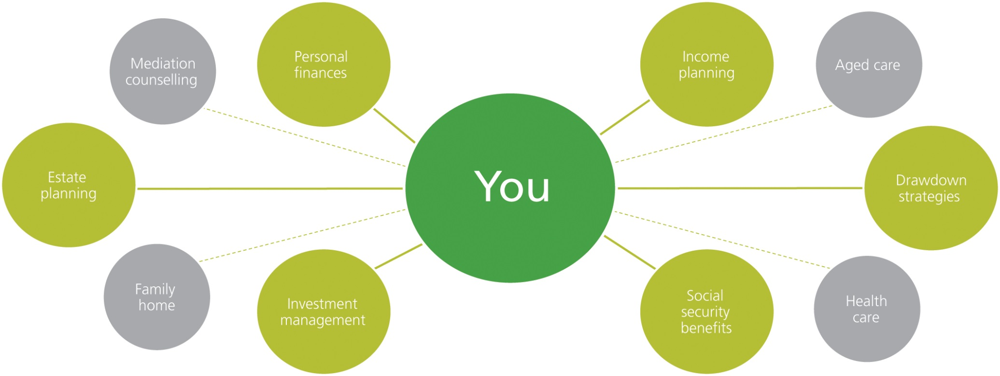 Mediation
counselling
Personal
finances
Income
planning
Aged care
Estate
planning
You
Drawdown
strategies
Family
home
Investment
management
Social
security
benefits
Health
care